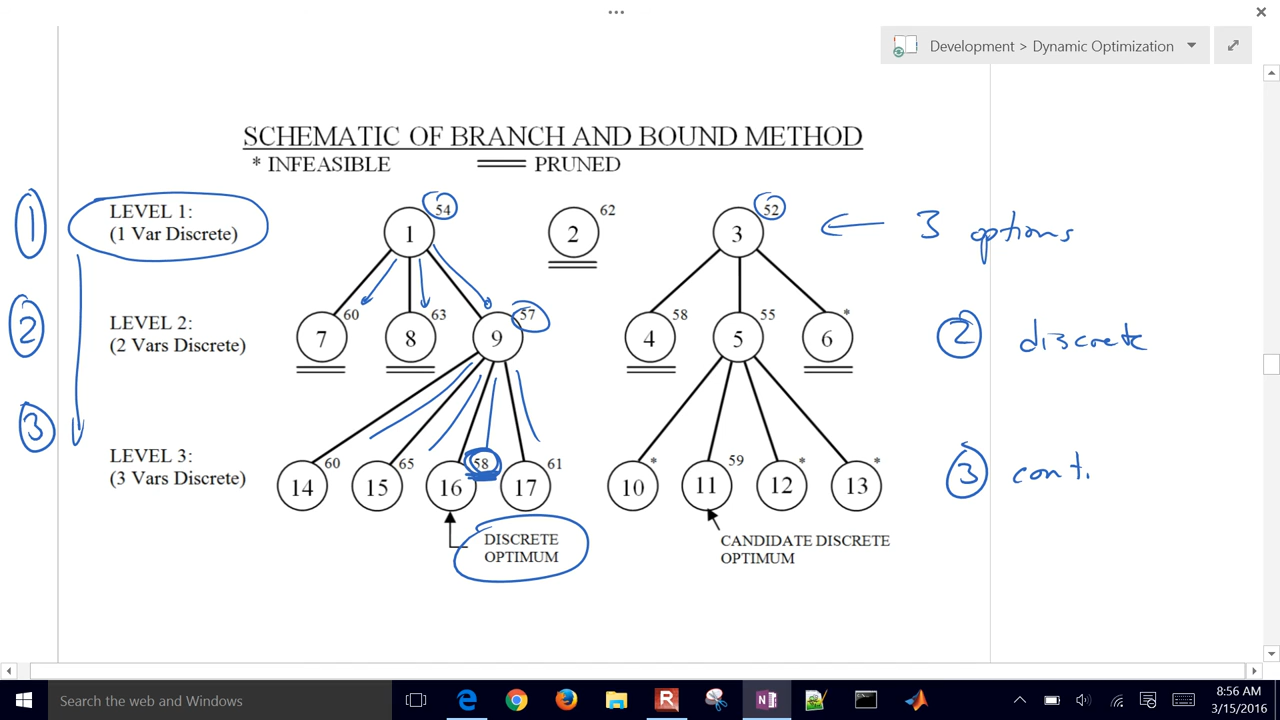 Development > Dynamic Optimization
SCHEMATIC OF BRANCH AND BOUND METHOD
* INFEASIBLE PRUNED
1 LEVEL 1: 1 54 2 62 3 52 3 options
(1 Var Discrete)
2 LEVEL 2: 7 60 8 63 9 57 4 58 5 55 6 * 2 discrete
(2 Vars Discrete)
3 LEVEL 3: 14 60 15 65 16 58 17 61 10 * 11 59 12 * 13 * 3 cont.
(3 Vars Discrete)
DISCRETE
OPTIMUM
CANDIDATE DISCRETE
OPTIMUM
Search the web and Windows
8:56 AM
3/15/2016